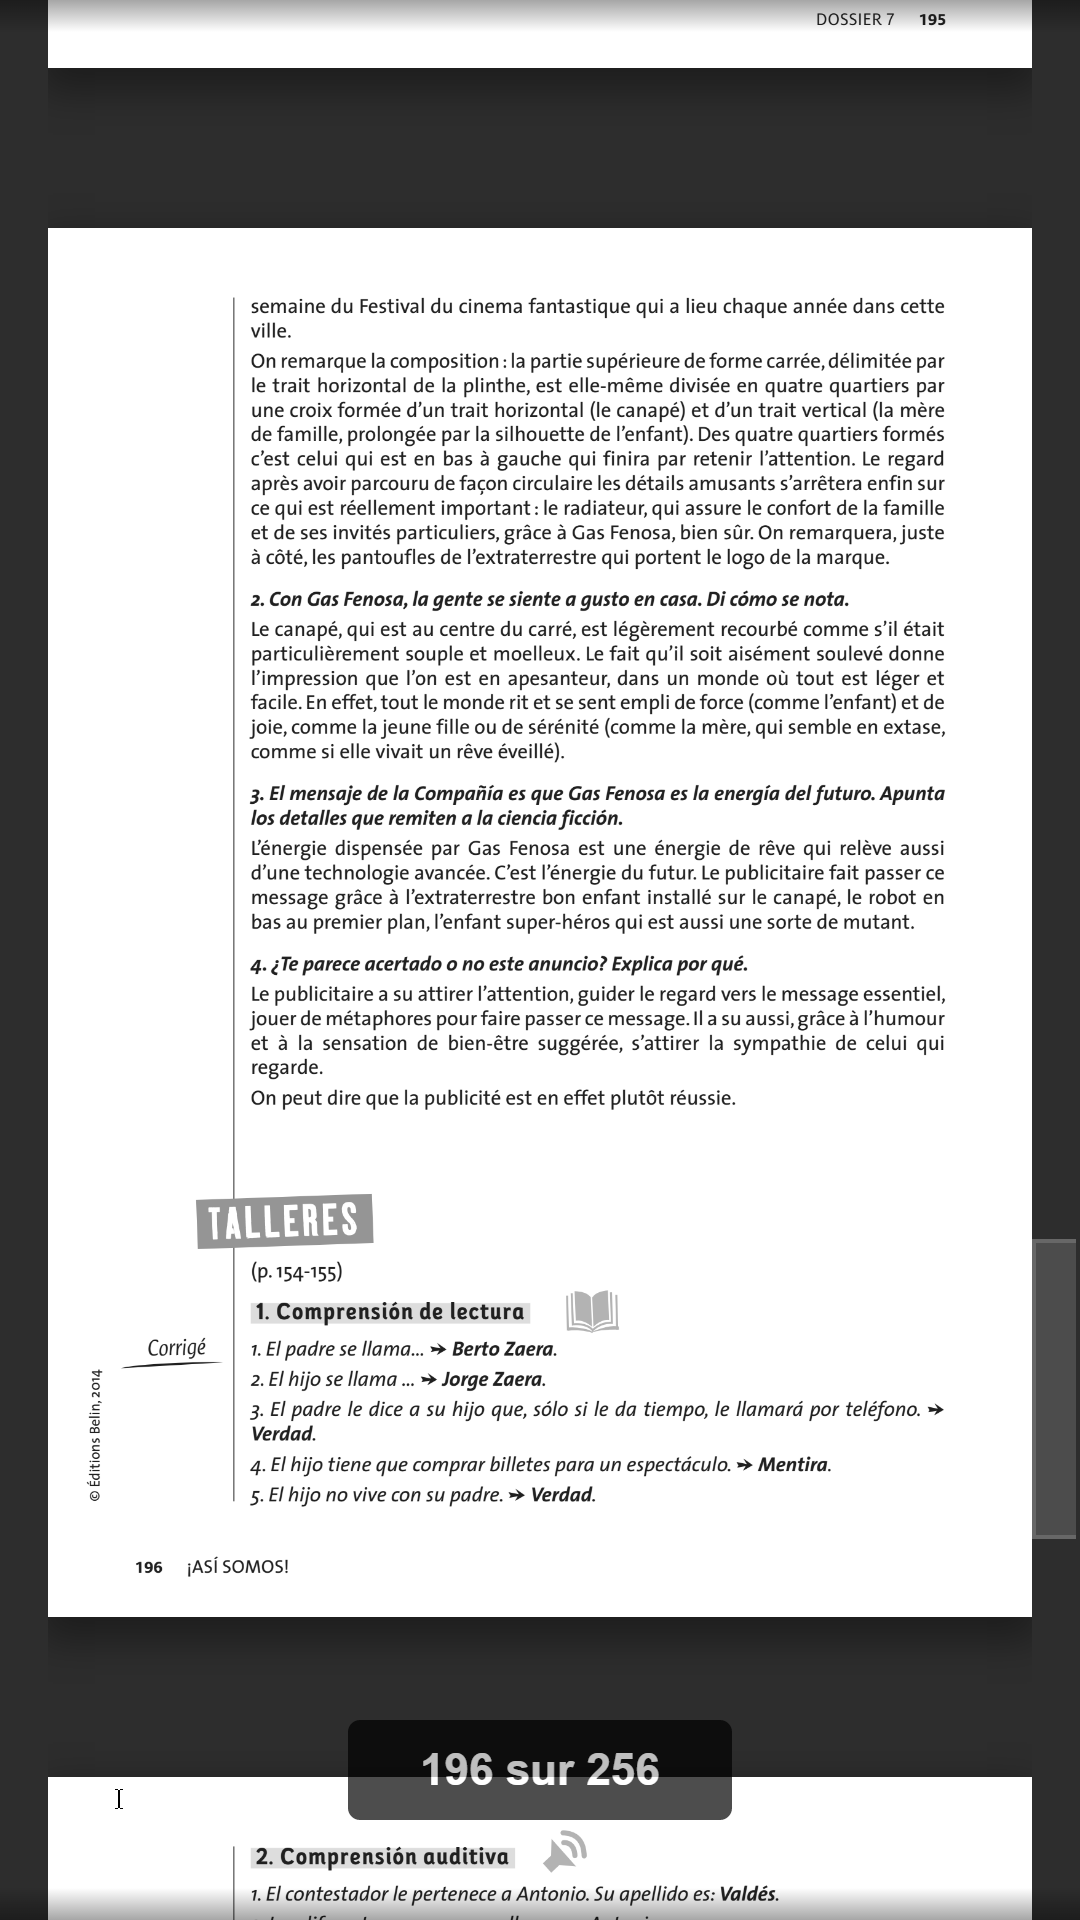 DOSSIER 7 195
semaine du Festival du cinema fantastique qui a lieu chaque année dans cette
ville.
On remarque la composition : la partie supérieure de forme carrée, délimitée par
le trait horizontal de la plinthe, est elle-même divisée en quatre quartiers par
une croix formée d'un trait horizontal (le canapé) et d'un trait vertical (la mère
de famille, prolongée par la silhouette de l'enfant). Des quatre quartiers formés
c'est celui qui est en bas à gauche qui finira par retenir l'attention. Le regard
après avoir parcouru de façon circulaire les détails amusants s'arrêtera enfin sur
ce qui est réellement important : le radiateur, qui assure le confort de la famille
et de ses invités particuliers, grâce à Gas Fenosa, bien sûr. On remarquera, juste
à côté, les pantoufles de l'extraterrestre qui portent le logo de la marque.
2. Con Gas Fenosa, la gente se siente a gusto en casa. Di cómo se nota.
Le canapé, qui est au centre du carré, est légèrement recourbé comme s'il était
particulièrement souple et moelleux. Le fait qu'il soit aisément soulevé donne
l'impression que l'on est en apesanteur, dans un monde où tout est léger et
facile. En effet, tout le monde rit et se sent empli de force (comme l'enfant) et de
joie, comme la jeune fille ou de sérénité (comme la mère, qui semble en extase,
comme si elle vivait un rêve éveillé).
3. El mensaje de la Compañía es que Gas Fenosa es la energía del futuro. Apunta
los detalles que remiten a la ciencia ficción.
L'énergie dispensée par Gas Fenosa est une énergie de rêve qui relève aussi
d'une technologie avancée. C'est l'énergie du futur. Le publicitaire fait passer ce
message grâce à l'extraterrestre bon enfant installé sur le canapé, le robot en
bas au premier plan, l'enfant super-héros qui est aussi une sorte de mutant.
4. ¿Te parece acertado o no este anuncio? Explica por qué.
Le publicitaire a su attirer l'attention, guider le regard vers le message essentiel,
jouer de métaphores pour faire passer ce message. Il a su aussi, grâce à l'humour
et à la sensation de bien-être suggérée, s'attirer la sympathie de celui qui
regarde.
On peut dire que la publicité est en effet plutôt réussie.
TALLERES
(p. 154-155)
1. Comprensión de lectura
Corrigé
1. El padre se llama... ➜ Berto Zaera.
2. El hijo se llama ... ➜ Jorge Zaera.
3. El padre le dice a su hijo que, sólo si le da tiempo, le llamará por teléfono. ➜
Verdad.
4. El hijo tiene que comprar billetes para un espectáculo. ➜ Mentira.
5. El hijo no vive con su padre. ➜ Verdad.
© Éditions Belin, 2014
196 ¡ASÍ SOMOS!
196 sur 256
2. Comprensión auditiva
1. El contestador le pertenece a Antonio. Su apellido es: Valdés.